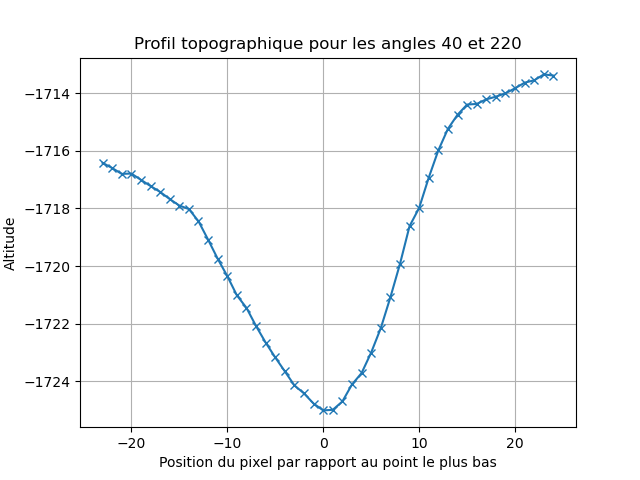 Profil topographique pour les angles 40 et 220
−1714
−1716
−1718
−1720
−1722
−1724
Altitude
−20 −10 0 10 20
Position du pixel par rapport au point le plus bas